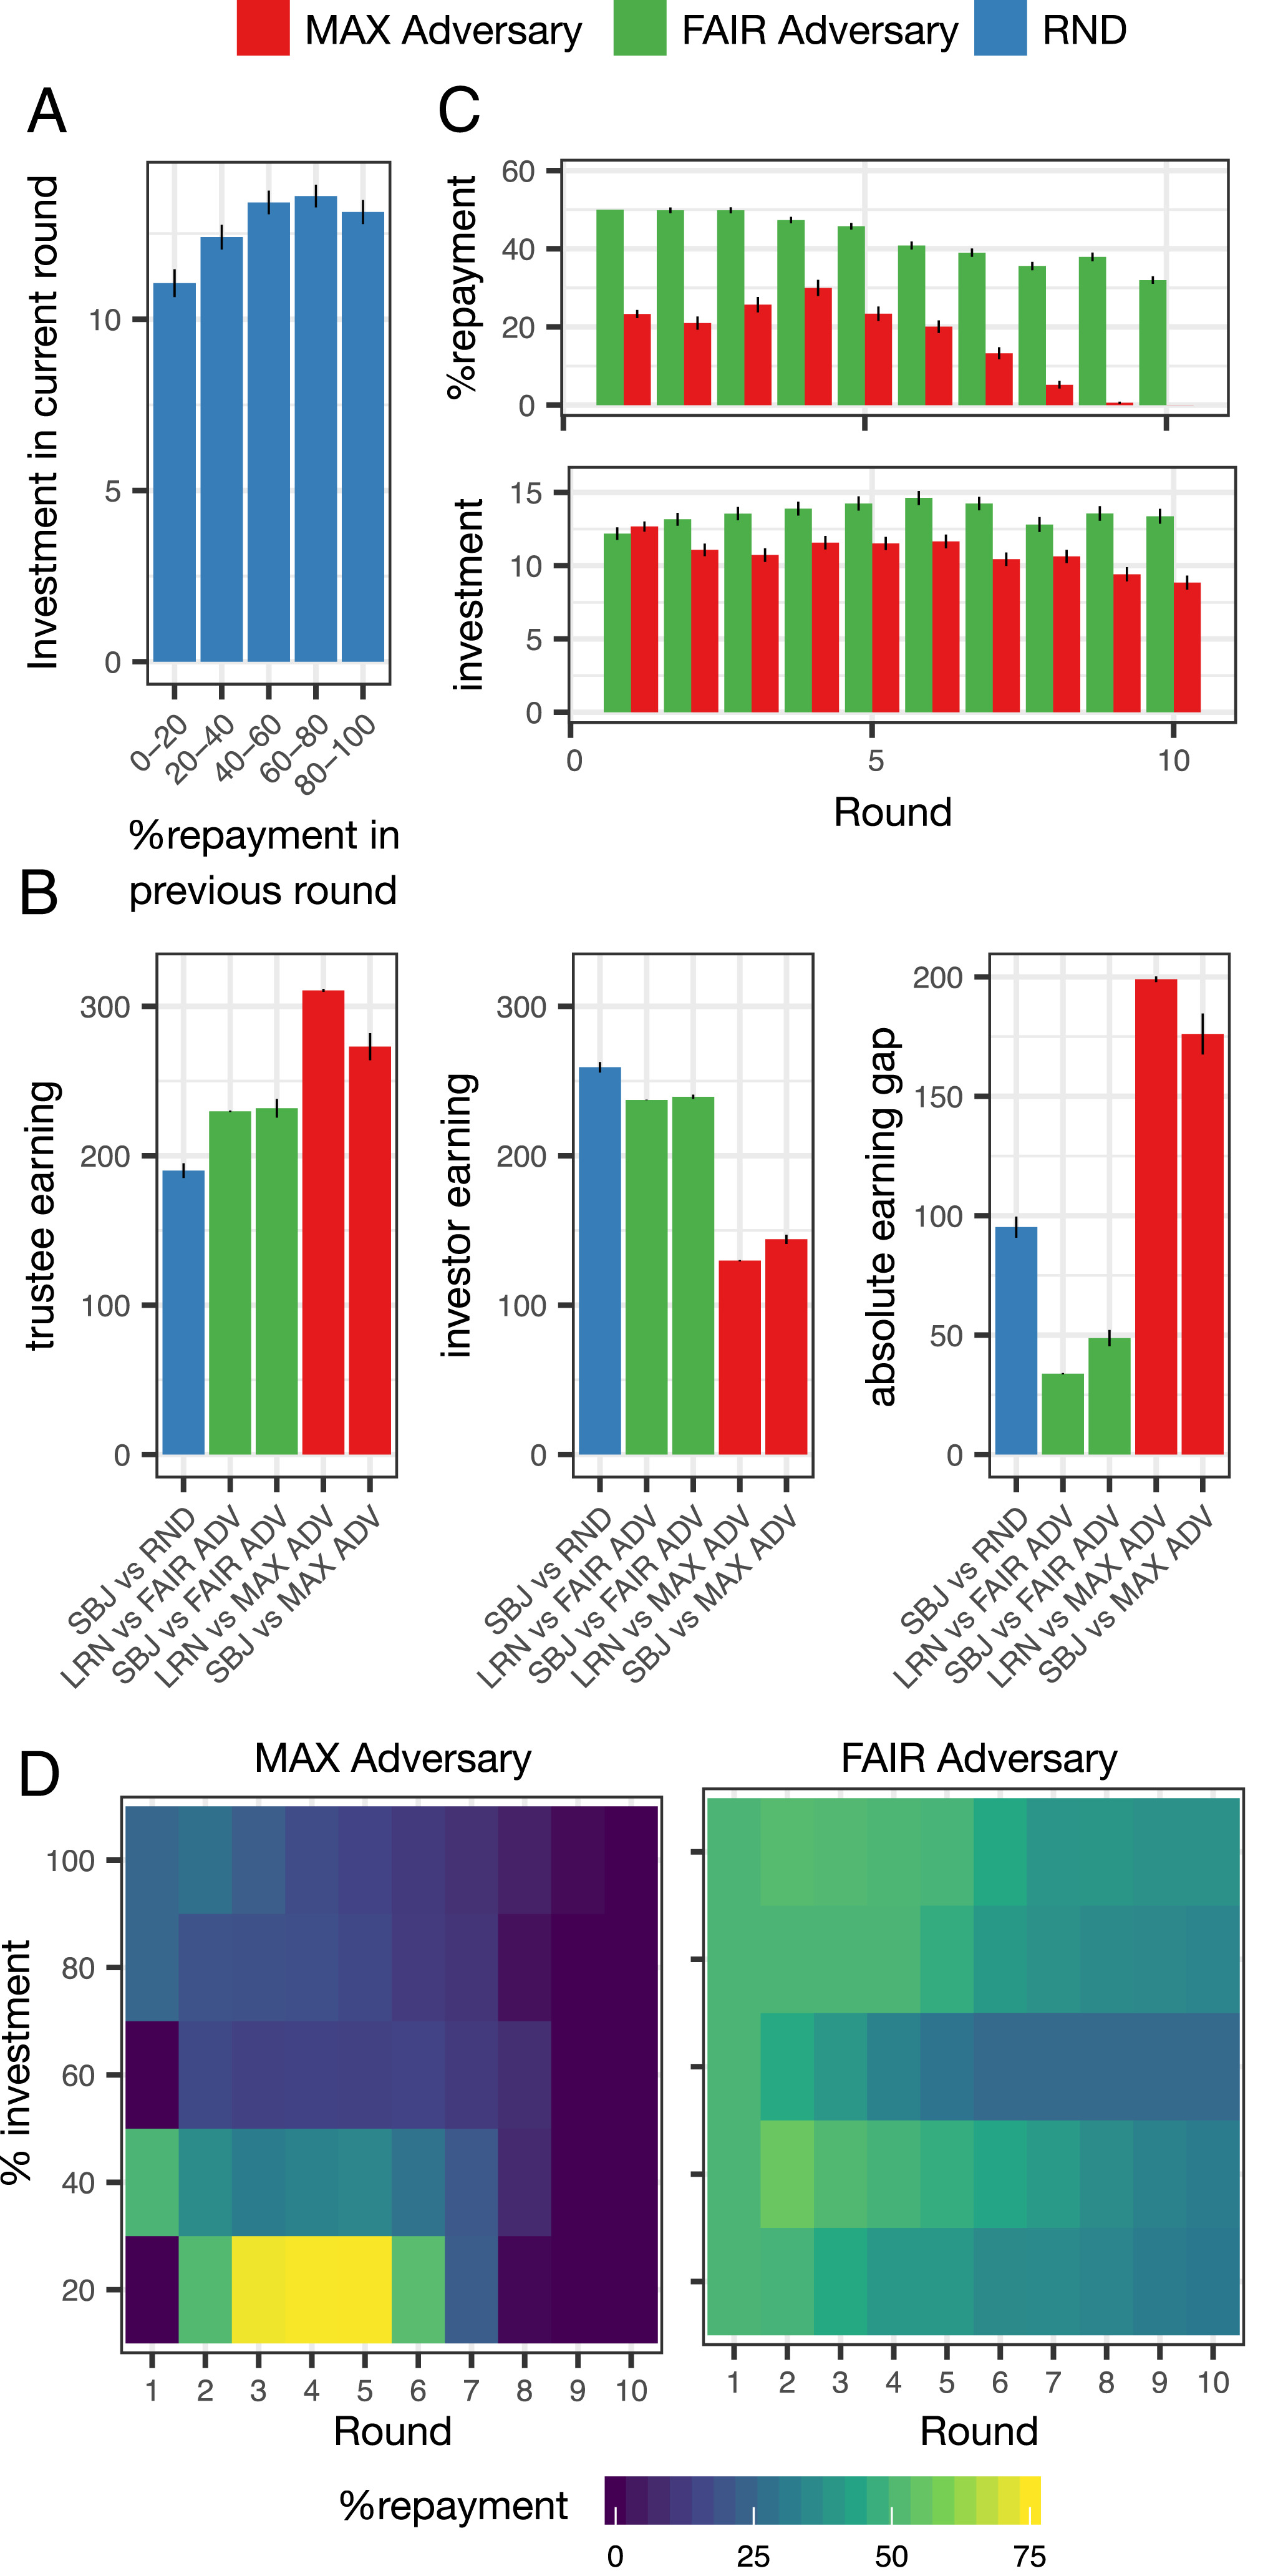 MAX Adversary FAIR Adversary RND
A
Investment in current round
10
5
0
0–20
20–40
40–60
60–80
80–100
%repayment in
previous round
C
%repayment
60
40
20
0
investment
15
10
5
0
0 5 10
Round
B
trustee earning
300
200
100
0
SBJ vs RND
LRN vs FAIR ADV
SBJ vs FAIR ADV
LRN vs MAX ADV
SBJ vs MAX ADV
investor earning
300
200
100
0
SBJ vs RND
LRN vs FAIR ADV
SBJ vs FAIR ADV
LRN vs MAX ADV
SBJ vs MAX ADV
absolute earning gap
200
150
100
50
0
SBJ vs RND
LRN vs FAIR ADV
SBJ vs FAIR ADV
LRN vs MAX ADV
SBJ vs MAX ADV
D
MAX Adversary
% investment
100
80
60
40
20
1 2 3 4 5 6 7 8 9 10
Round
FAIR Adversary
1 2 3 4 5 6 7 8 9 10
Round
%repayment
0 25 50 75